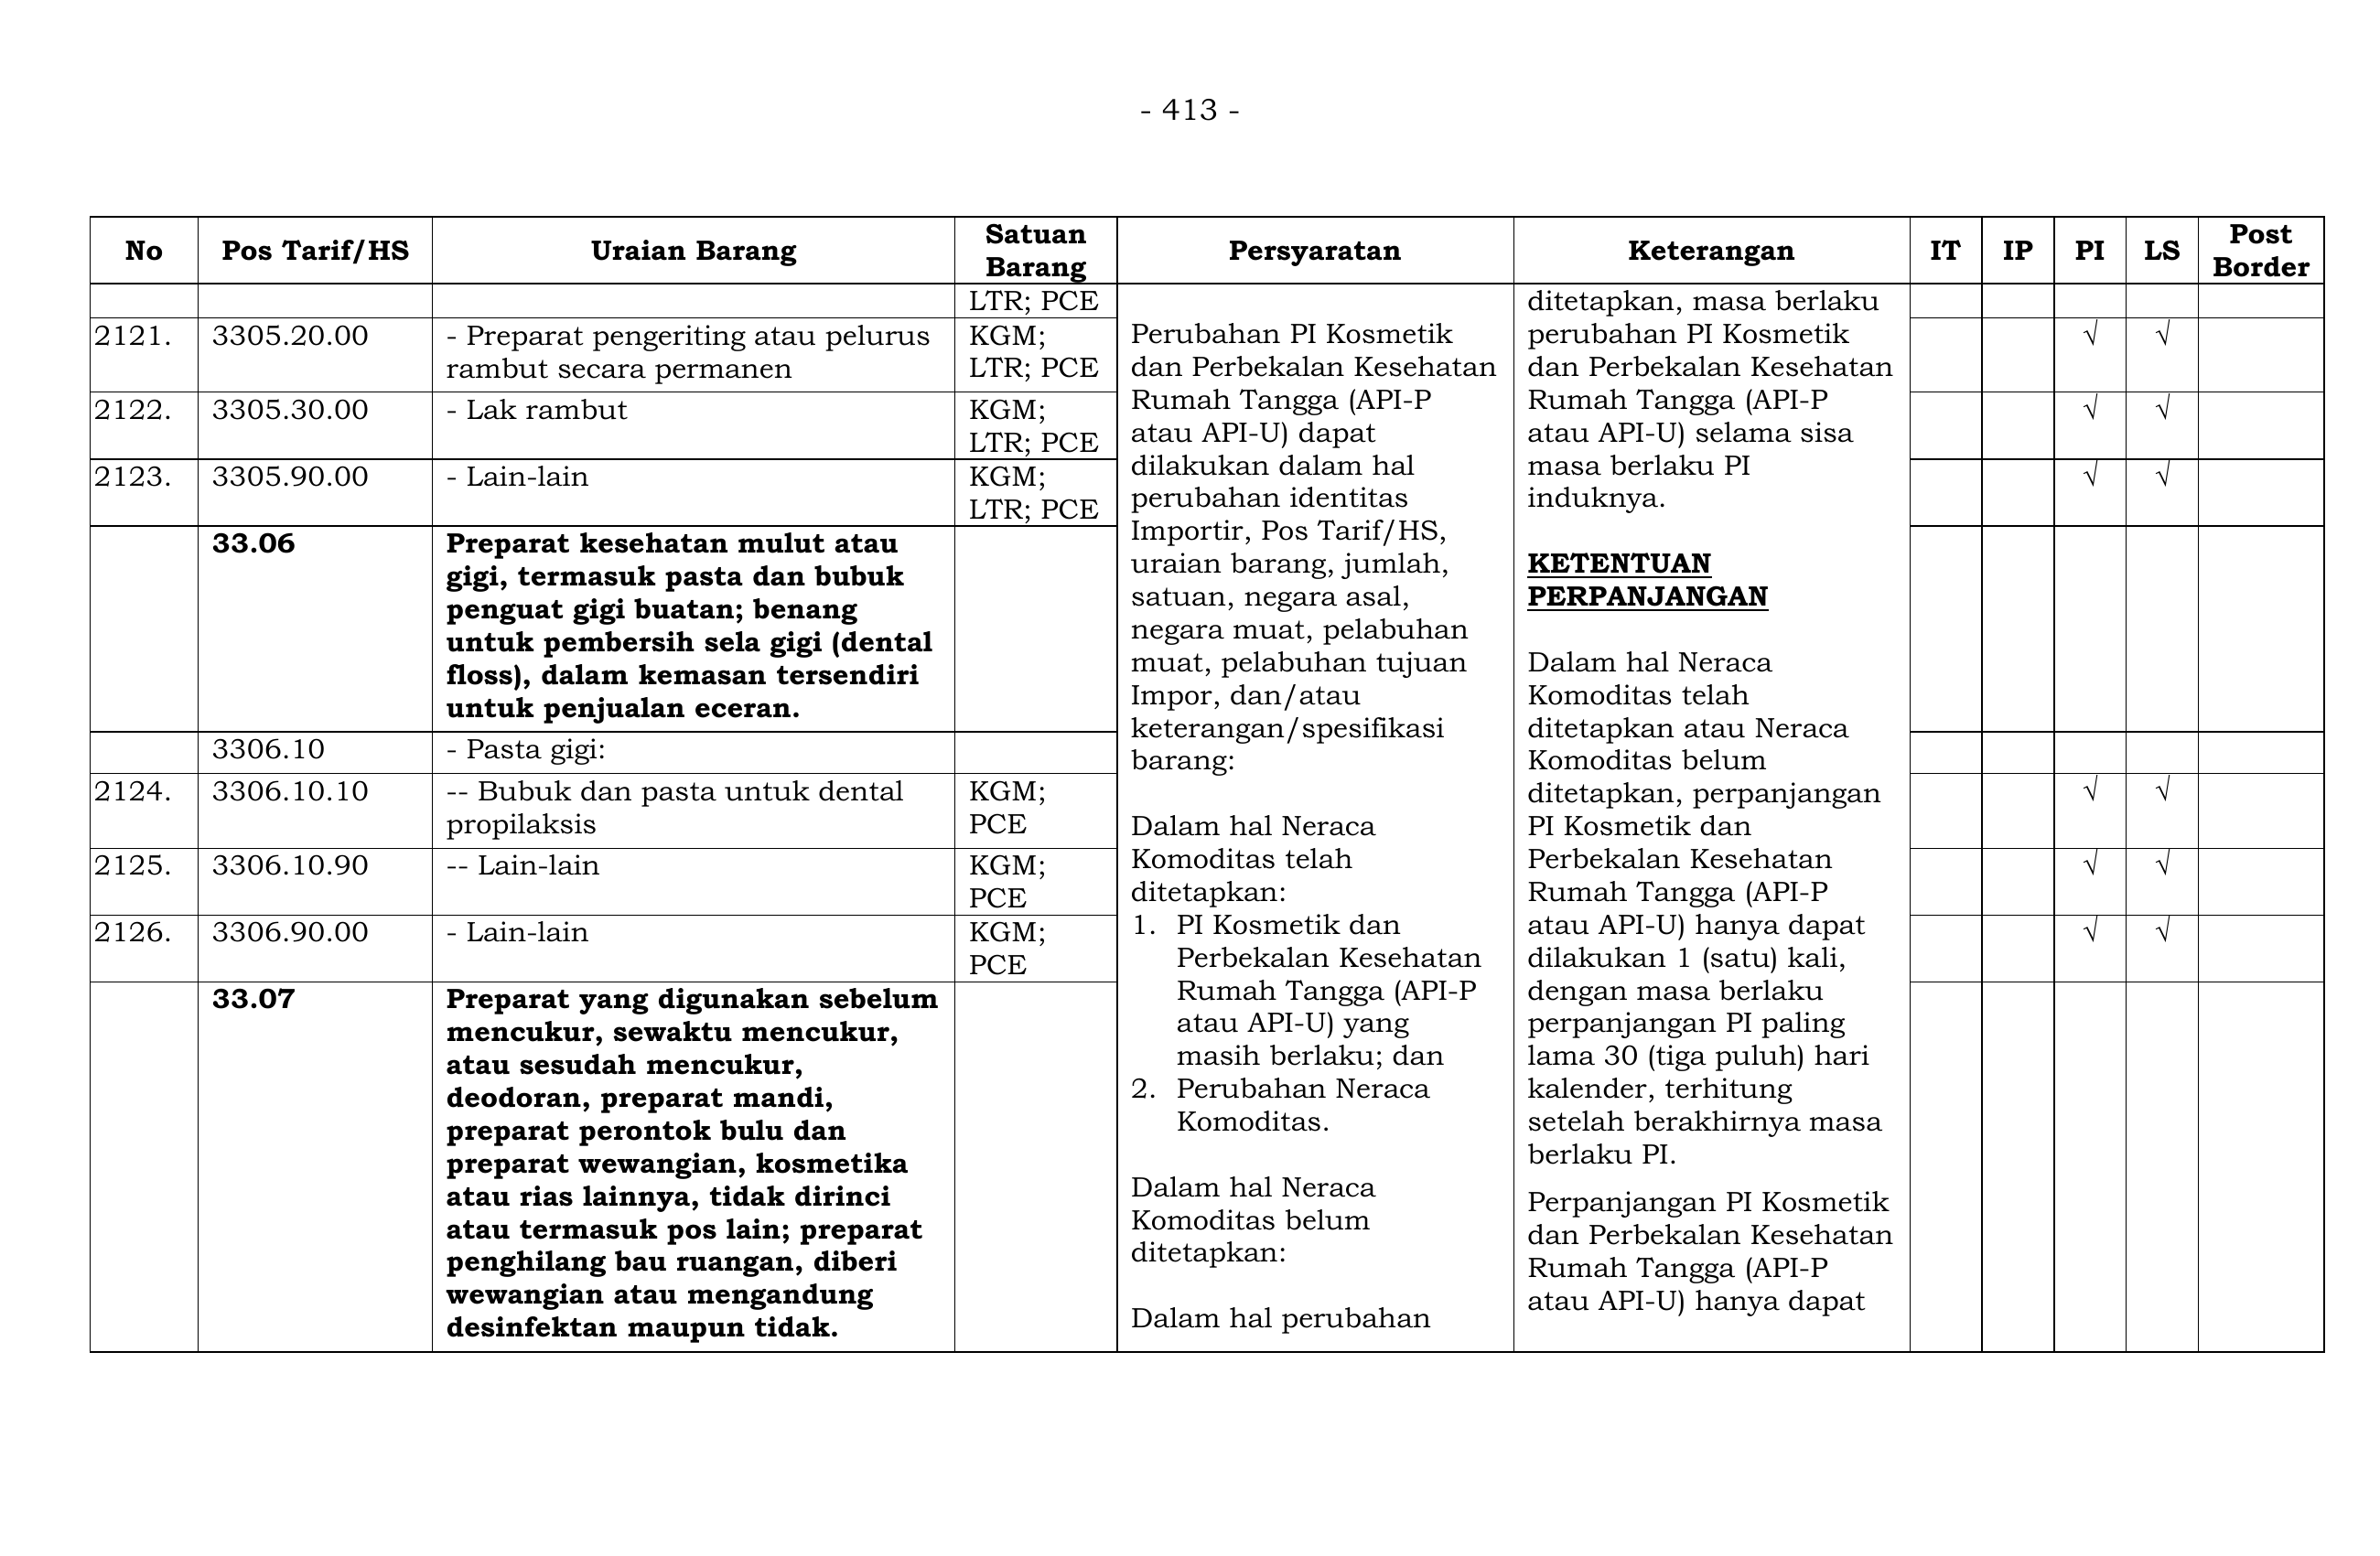 - 413 -
No Pos Tarif/HS Uraian Barang Satuan Barang Persyaratan Keterangan IT IP PI LS Post Border
LTR; PCE
2121. 3305.20.00 - Preparat pengeriting atau pelurus KGM; √ √
rambut secara permanen LTR; PCE
2122. 3305.30.00 - Lak rambut KGM; √ √
LTR; PCE
2123. 3305.90.00 - Lain-lain KGM; √ √
LTR; PCE
33.06 Preparat kesehatan mulut atau
gigi, termasuk pasta dan bubuk
penguat gigi buatan; benang
untuk pembersih sela gigi (dental
floss), dalam kemasan tersendiri
untuk penjualan eceran.
3306.10 - Pasta gigi:
2124. 3306.10.10 -- Bubuk dan pasta untuk dental KGM; √ √
propilaksis PCE
2125. 3306.10.90 -- Lain-lain KGM; √ √
PCE
2126. 3306.90.00 - Lain-lain KGM; √ √
PCE
33.07 Preparat yang digunakan sebelum
mencukur, sewaktu mencukur,
atau sesudah mencukur,
deodoran, preparat mandi,
preparat perontok bulu dan
preparat wewangian, kosmetika
atau rias lainnya, tidak dirinci
atau termasuk pos lain; preparat
penghilang bau ruangan, diberi
wewangian atau mengandung
desinfektan maupun tidak.
Perubahan PI Kosmetik
dan Perbekalan Kesehatan
Rumah Tangga (API-P
atau API-U) dapat
dilakukan dalam hal
perubahan identitas
Importir, Pos Tarif/HS,
uraian barang, jumlah,
satuan, negara asal,
negara muat, pelabuhan
muat, pelabuhan tujuan
Impor, dan/atau
keterangan/spesifikasi
barang:
Dalam hal Neraca
Komoditas telah
ditetapkan:
1. PI Kosmetik dan
Perbekalan Kesehatan
Rumah Tangga (API-P
atau API-U) yang
masih berlaku; dan
2. Perubahan Neraca
Komoditas.
Dalam hal Neraca
Komoditas belum
ditetapkan:
Dalam hal perubahan
ditetapkan, masa berlaku
perubahan PI Kosmetik
dan Perbekalan Kesehatan
Rumah Tangga (API-P
atau API-U) selama sisa
masa berlaku PI
induknya.
KETENTUAN
PERPANJANGAN
Dalam hal Neraca
Komoditas telah
ditetapkan atau Neraca
Komoditas belum
ditetapkan, perpanjangan
PI Kosmetik dan
Perbekalan Kesehatan
Rumah Tangga (API-P
atau API-U) hanya dapat
dilakukan 1 (satu) kali,
dengan masa berlaku
perpanjangan PI paling
lama 30 (tiga puluh) hari
kalender, terhitung
setelah berakhirnya masa
berlaku PI.
Perpanjangan PI Kosmetik
dan Perbekalan Kesehatan
Rumah Tangga (API-P
atau API-U) hanya dapat